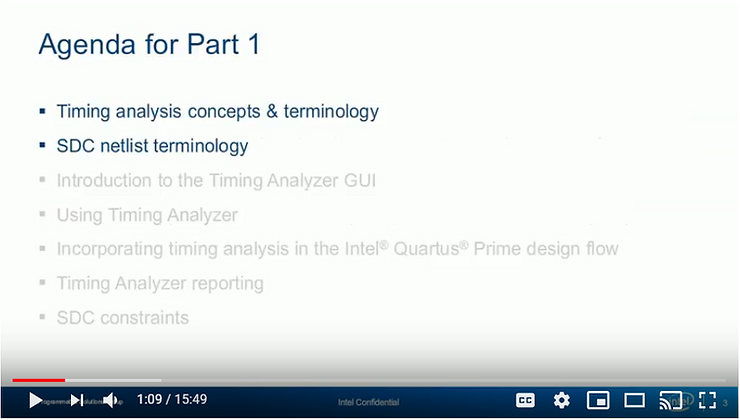 Agenda for Part 1
▪ Timing analysis concepts & terminology
▪ SDC netlist terminology
▪ Introduction to the Timing Analyzer GUI
▪ Using Timing Analyzer
▪ Incorporating timing analysis in the Intel® Quartus® Prime design flow
▪ Timing Analyzer reporting
▪ SDC constraints
1:09 / 15:49
Intel Confidential
CC
intel
3